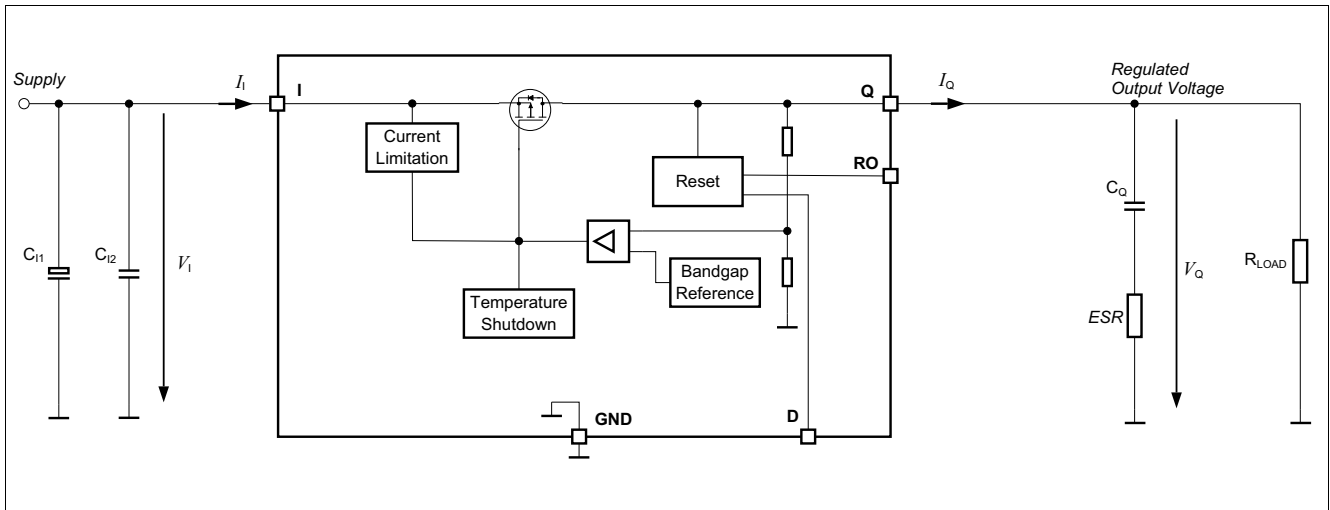 Supply
I_I
I
Q
I_Q
Regulated
Output Voltage
Current
Limitation
Reset
RO
C_I1
C_I2
V_I
Bandgap
Reference
Temperature
Shutdown
C_Q
ESR
V_Q
R_LOAD
GND
D